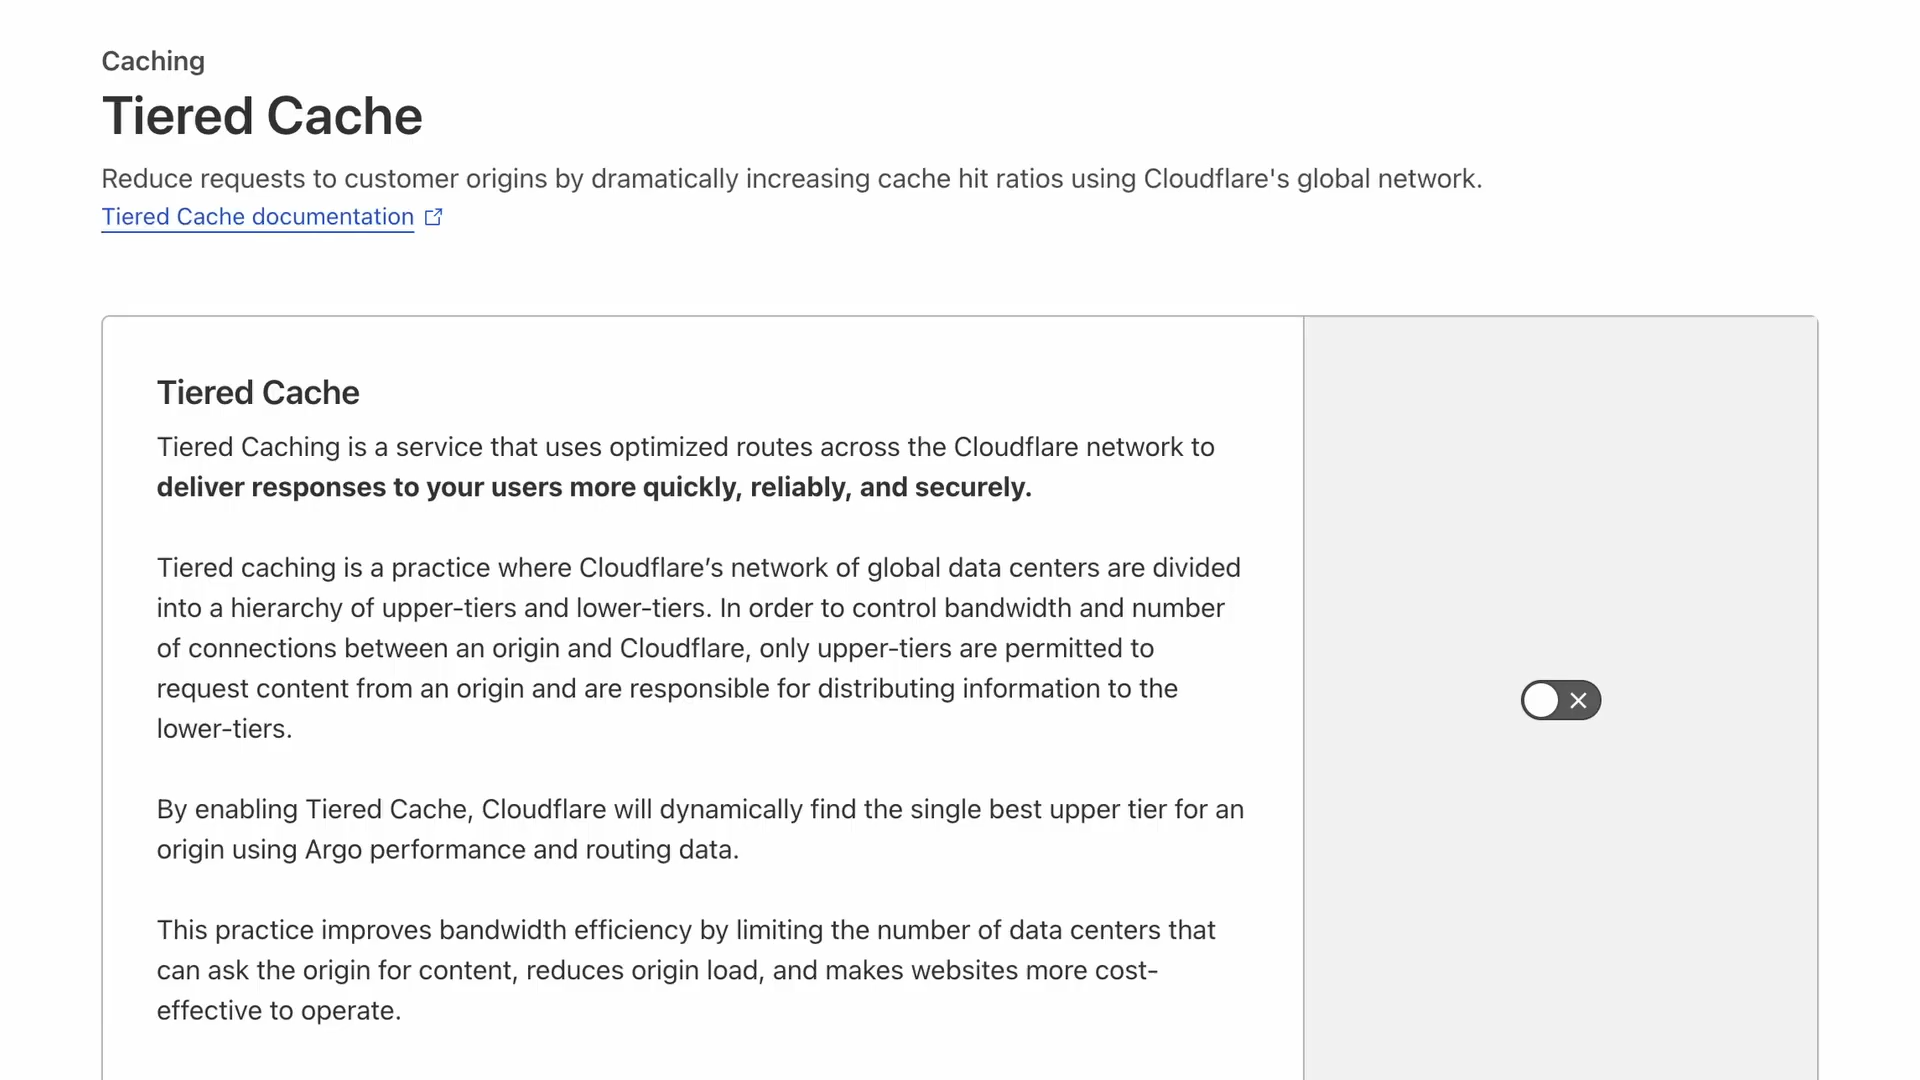 Caching
Tiered Cache
Reduce requests to customer origins by dramatically increasing cache hit ratios using Cloudflare's global network.
Tiered Cache documentation
Tiered Cache
Tiered Caching is a service that uses optimized routes across the Cloudflare network to
deliver responses to your users more quickly, reliably, and securely.
Tiered caching is a practice where Cloudflare’s network of global data centers are divided
into a hierarchy of upper-tiers and lower-tiers. In order to control bandwidth and number
of connections between an origin and Cloudflare, only upper-tiers are permitted to
request content from an origin and are responsible for distributing information to the
lower-tiers.
By enabling Tiered Cache, Cloudflare will dynamically find the single best upper tier for an
origin using Argo performance and routing data.
This practice improves bandwidth efficiency by limiting the number of data centers that
can ask the origin for content, reduces origin load, and makes websites more cost-
effective to operate.